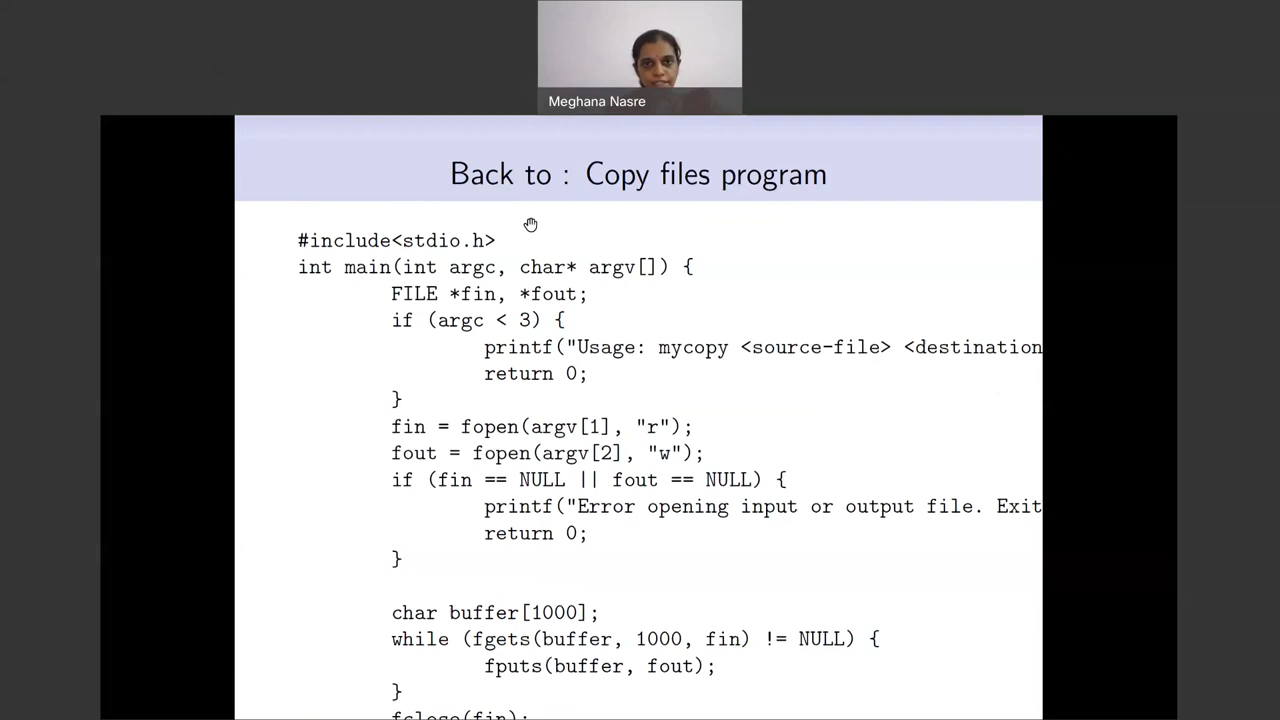 Meghana Nasre
Back to : Copy files program
#include<stdio.h>
int main(int argc, char* argv[]) {
FILE *fin, *fout;
if (argc < 3) {
printf("Usage: mycopy <source-file> <destination
return 0;
}
fin = fopen(argv[1], "r");
fout = fopen(argv[2], "w");
if (fin == NULL || fout == NULL) {
printf("Error opening input or output file. Exit
return 0;
}
char buffer[1000];
while (fgets(buffer, 1000, fin) != NULL) {
fputs(buffer, fout);
}
fclose(fin);